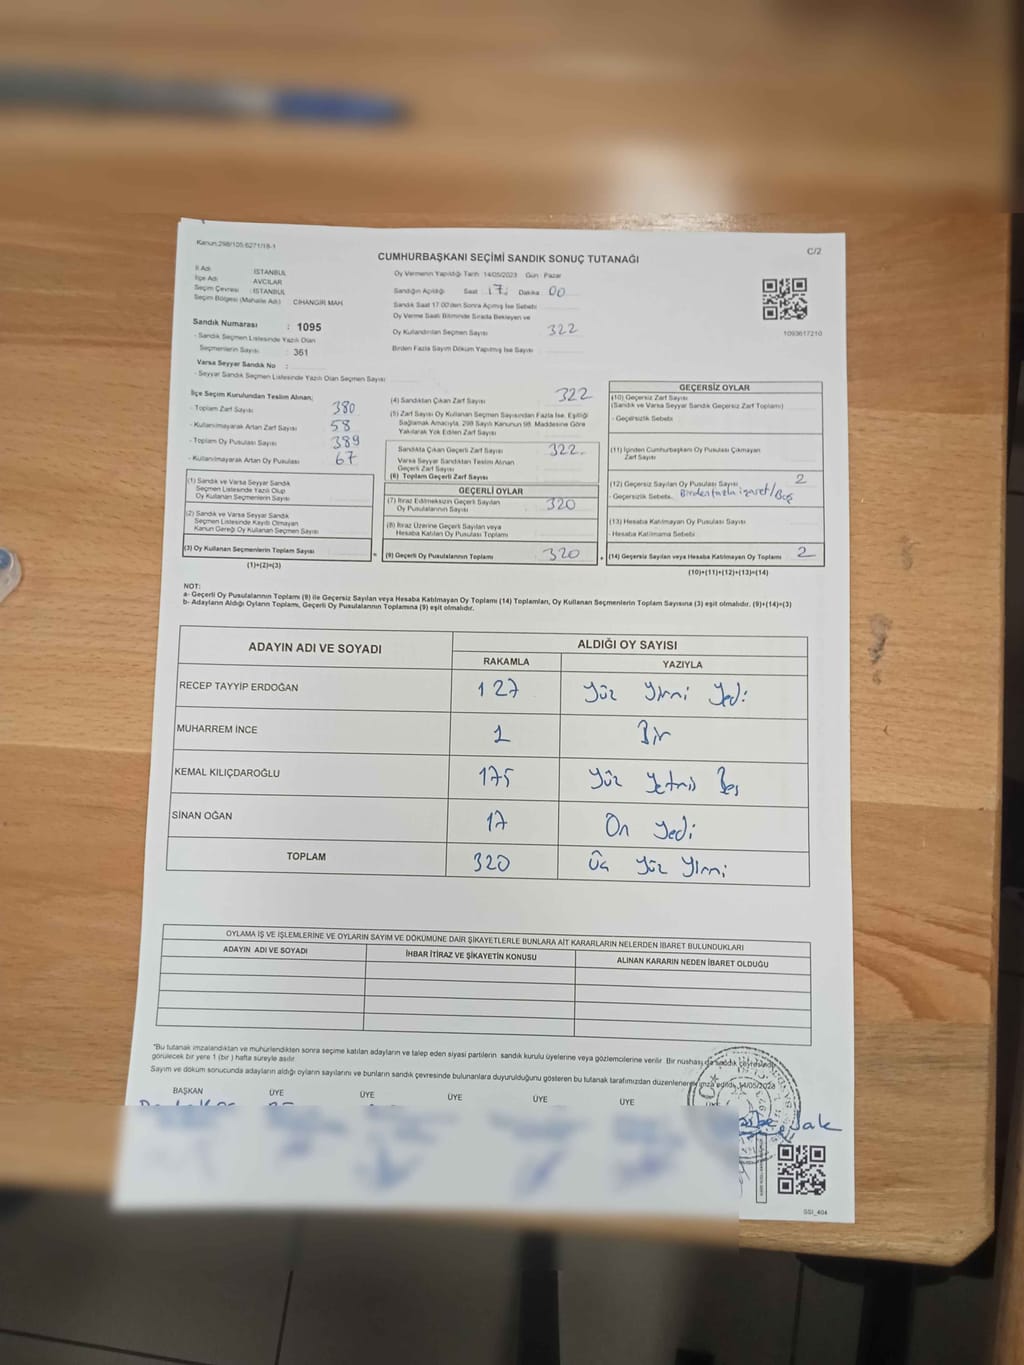 Kanun:298/105,6271/18-1
C/2
CUMHURBAŞKANI SEÇİMİ SANDIK SONUÇ TUTANAĞI
İl Adı İSTANBUL
İlçe Adı AVCILAR
Seçim Çevresi : İSTANBUL
Seçim Bölgesi (Mahalle Adı) CİHANGİR MAH
Oy Vermenin Yapıldığı Tarih 14/05/2023 Gün Pazar
Sandığın Açıldığı Saat 17: Dakika 00
Sandık Saat 17:00'den Sonra Açılmış İse Sebebi
Oy Verme Saati Bitiminde Sırada Bekleyen ve
Oy Kullandırılan Seçmen Sayısı 322
Birden Fazla Sayım Döküm Yapılmış İse Sayısı
1093617210
Sandık Numarası : 1095
- Sandık Seçmen Listesinde Yazılı Olan
Seçmenlerin Sayısı : 361
Varsa Seyyar Sandık No :
- Seyyar Sandık Seçmen Listesinde Yazılı Olan Seçmen Sayısı
İlçe Seçim Kurulundan Teslim Alınan;
- Toplam Zarf Sayısı 380
- Kullanılmayarak Artan Zarf Sayısı 58
- Toplam Oy Pusulası Sayısı 389
- Kullanılmayarak Artan Oy Pusulası 67
(1) Sandık ve Varsa Seyyar Sandık
Seçmen Listesinde Yazılı Olup
Oy Kullanan Seçmenlerin Sayısı
(2) Sandık ve Varsa Seyyar Sandık
Seçmen Listesinde Kayıtlı Olmayan
Kanun Gereği Oy Kullanan Seçmen Sayısı
(3) Oy Kullanan Seçmenlerin Toplam Sayısı
(1)+(2)=(3)
(4) Sandıktan Çıkan Zarf Sayısı 322
(5) Zarf Sayısı Oy Kullanan Seçmen Sayısından Fazla İse, Eşitliği
Sağlamak Amacıyla, 298 Sayılı Kanunun 98. Maddesine Göre
Yakılarak Yok Edilen Zarf Sayısı
Sandıkta Çıkan Geçerli Zarf Sayısı 322
Varsa Seyyar Sandıktan Teslim Alınan
Geçerli Zarf Sayısı
(6) Toplam Geçerli Zarf Sayısı
GEÇERLİ OYLAR
(7) İtiraz Edilmeksizin Geçerli Sayılan
Oy Pusulalarının Sayısı 320
(8) İtiraz Üzerine Geçerli Sayılan veya
Hesaba Katılan Oy Pusulası Toplamı
= (9) Geçerli Oy Pusulalarının Toplamı 320
GEÇERSİZ OYLAR
(10) Geçersiz Zarf Sayısı
(Sandık ve Varsa Seyyar Sandık Geçersiz Zarf Toplamı)
- Geçersizlik Sebebi
(11) İçinden Cumhurbaşkanı Oy Pusulası Çıkmayan
Zarf Sayısı
(12) Geçersiz Sayılan Oy Pusulası Sayısı 2
- Geçersizlik Sebebi. Birden fazla işaret/Boş
(13) Hesaba Katılmayan Oy Pusulası Sayısı
- Hesaba Katılmama Sebebi
+ (14) Geçersiz Sayılan veya Hesaba Katılmayan Oy Toplamı 2
(10)+(11)+(12)+(13)=(14)
NOT:
a- Geçerli Oy Pusulalarının Toplamı (9) ile Geçersiz Sayılan veya Hesaba Katılmayan Oy Toplamı (14) Toplamları, Oy Kullanan Seçmenlerin Toplam Sayısına (3) eşit olmalıdır. (9)+(14)=(3)
b- Adayların Aldığı Oyların Toplamı, Geçerli Oy Pusulalarının Toplamına (9) eşit olmalıdır.
ADAYIN ADI VE SOYADI ALDIĞI OY SAYISI
RAKAMLA YAZIYLA
RECEP TAYYİP ERDOĞAN 127 Yüz Yirmi Yedi
MUHARREM İNCE 1 Bir
KEMAL KILIÇDAROĞLU 175 Yüz Yetmiş Beş
SİNAN OĞAN 17 On Yedi
TOPLAM 320 Üç Yüz Yirmi
OYLAMA İŞ VE İŞLEMLERİNE VE OYLARIN SAYIM VE DÖKÜMÜNE DAİR ŞİKAYETLERLE BUNLARA AİT KARARLARIN NELERDEN İBARET BULUNDUKLARI
ADAYIN ADI VE SOYADI İHBAR İTİRAZ VE ŞİKAYETİN KONUSU ALINAN KARARIN NEDEN İBARET OLDUĞU
"Bu tutanak imzalandıktan ve mühürlendikten sonra seçime katılan adayların ve talep eden siyasi partilerin sandık kurulu üyelerine veya gözlemcilerine verilir. Bir nüshası da sandık çevresinde
görülecek bir yere 1 (bir) hafta süreyle asılır
Sayım ve döküm sonucunda adayların aldığı oyların sayılarını ve bunların sandık çevresinde bulunanlara duyurulduğunu gösteren bu tutanak tarafımızdan düzenlenerek imza edildi. 14/05/2023
BAŞKAN ÜYE ÜYE ÜYE ÜYE ÜYE
SSI_404